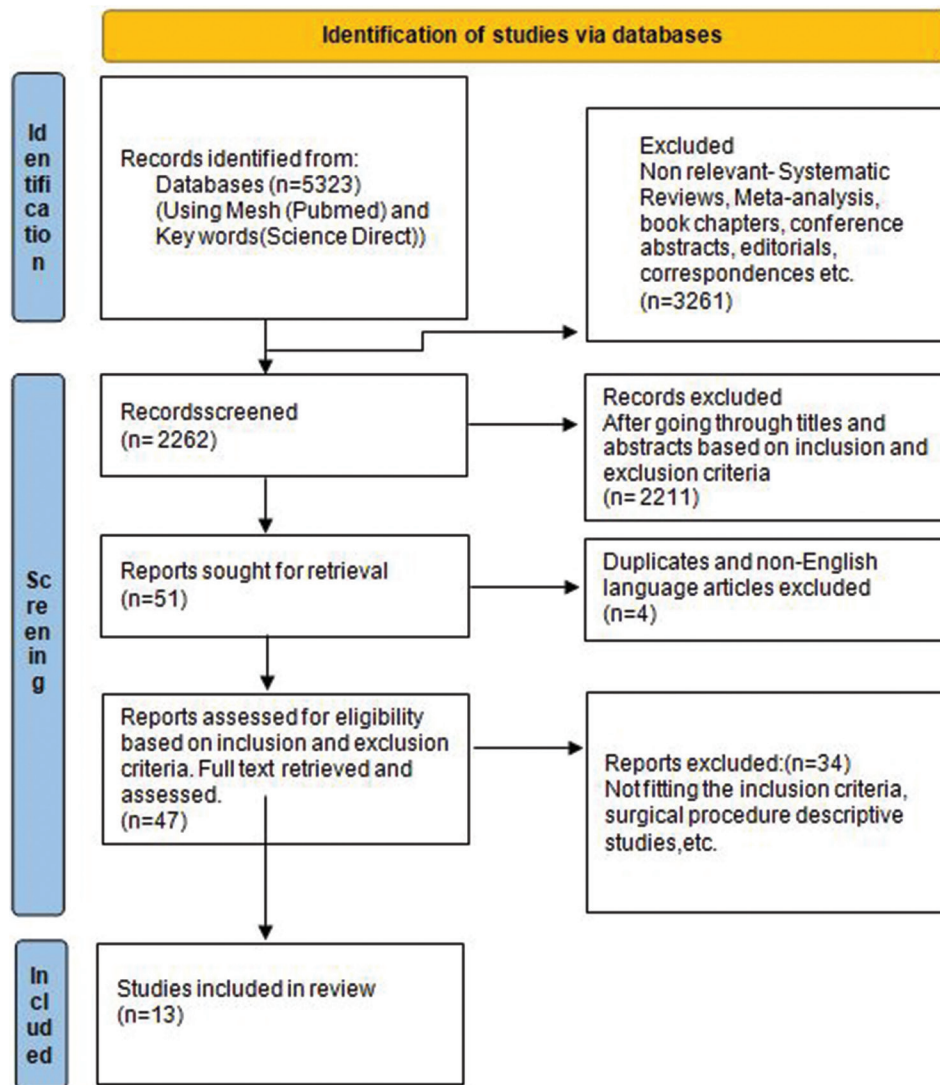 Identification of studies via databases
Id
en
tifi
ca
tio
n
Records identified from:
Databases (n=5323)
(Using Mesh (Pubmed) and
Key words(Science Direct))
Excluded
Non relevant- Systematic
Reviews, Meta-analysis,
book chapters, conference
abstracts, editorials,
correspondences etc.
(n=3261)
Sc
re
en
in
g
Recordsscreened
(n= 2262)
Records excluded
After going through titles and
abstracts based on inclusion and
exclusion criteria
(n= 2211)
Reports sought for retrieval
(n=51)
Duplicates and non-English
language articles excluded
(n=4)
Reports assessed for eligibility
based on inclusion and exclusion
criteria. Full text retrieved and
assessed.
(n=47)
Reports excluded:(n=34)
Not fitting the inclusion criteria,
surgical procedure descriptive
studies,etc.
In
cl
ud
ed
Studies included in review
(n=13)